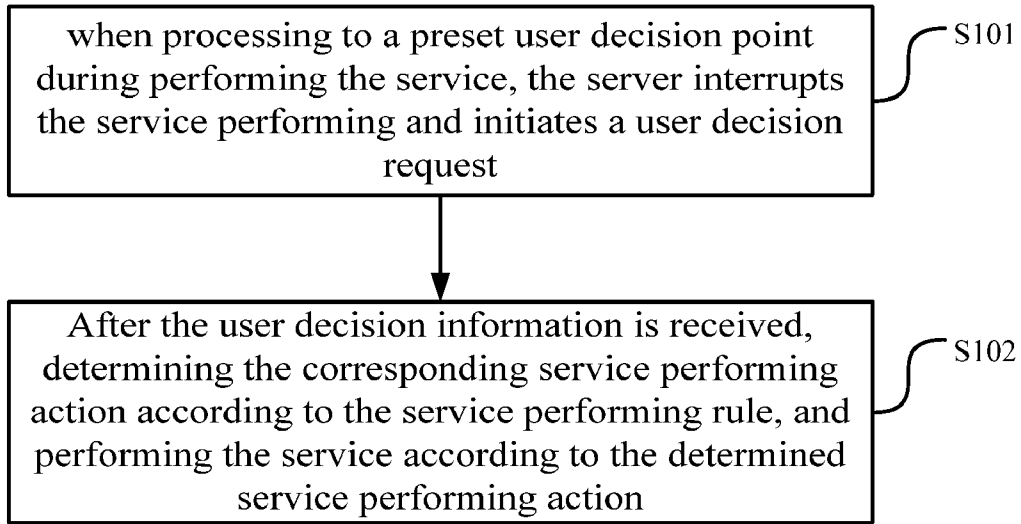 when processing to a preset user decision point
during performing the service, the server interrupts
the service performing and initiates a user decision
request
S101
After the user decision information is received,
determining the corresponding service performing
action according to the service performing rule, and
performing the service according to the determined
service performing action
S102